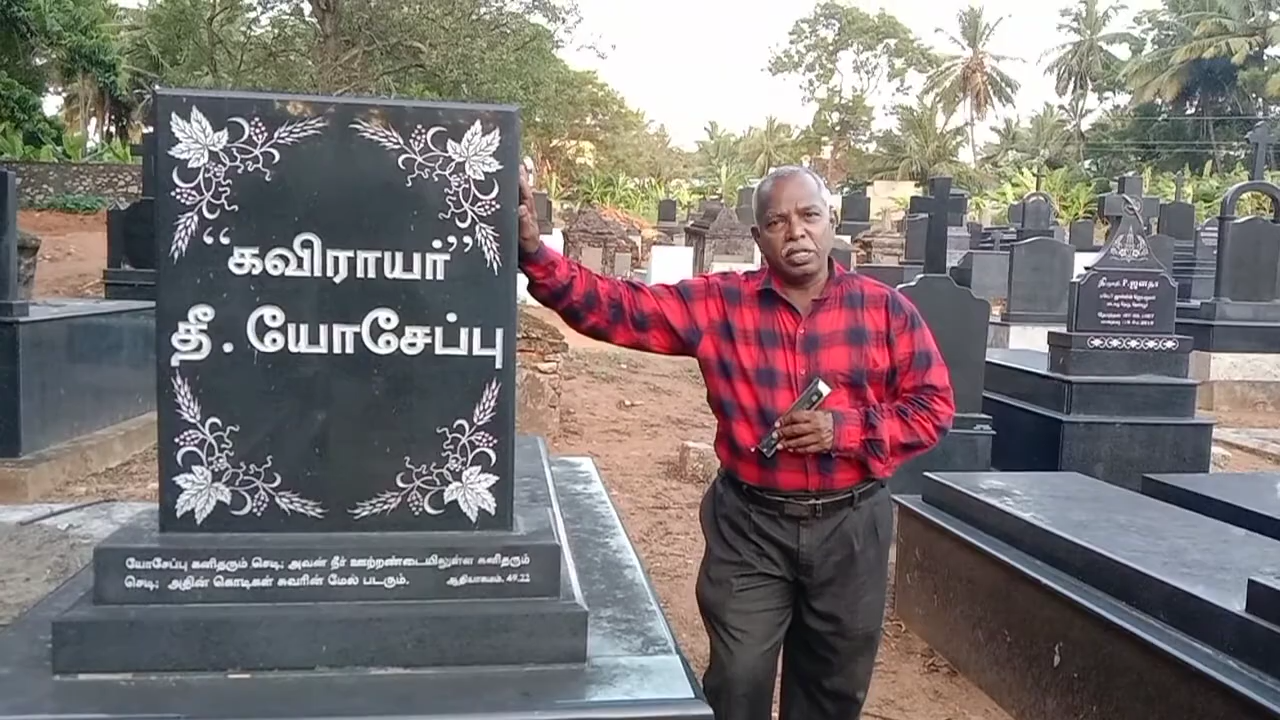 "கவிராயர்"
தீ. யோசேப்பு
யோசேப்பு கனிதரும் செடி; அவன் நீர் ஊற்றண்டையிலுள்ள கனிதரும்
செடி; அதின் கொடிகள் சுவரின் மேல் படரும். ஆதியாகமம். 49.22